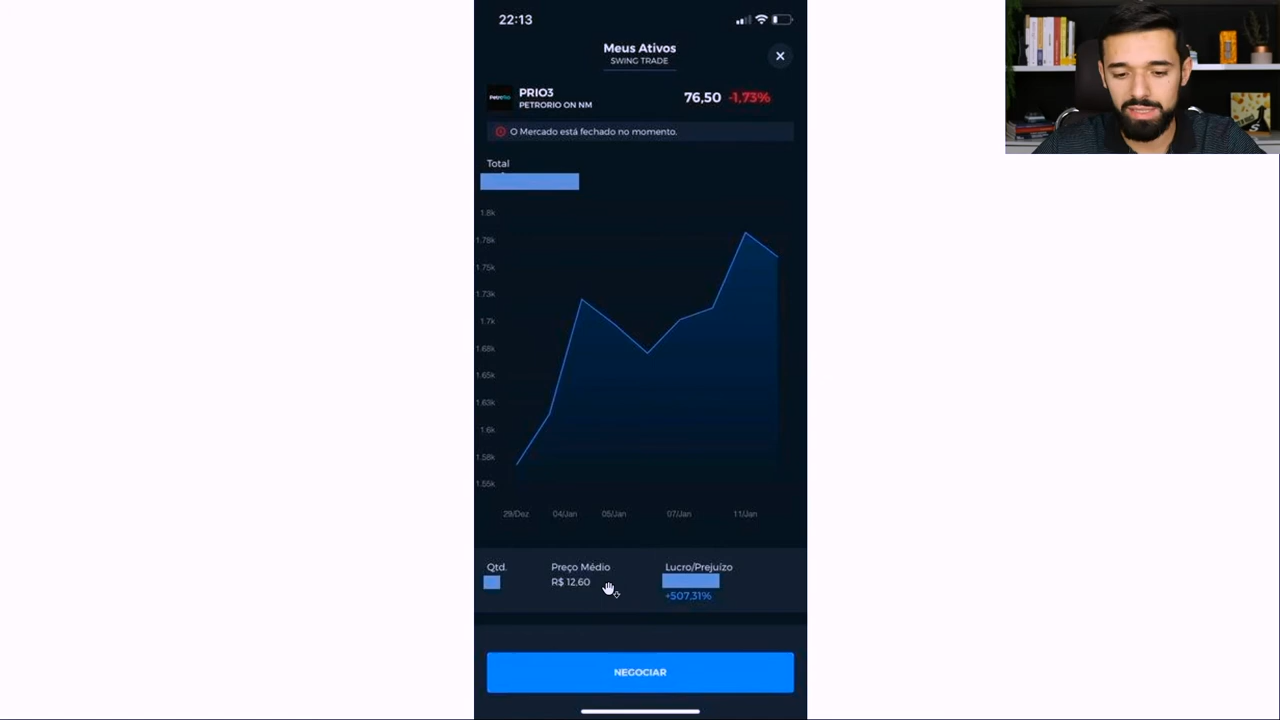 22:13
Meus Ativos
SWING TRADE
PetroRio
PRIO3
76,50 -1,73%
PETRORIO ON NM
O Mercado está fechado no momento.
Total
1.8k
1.78k
1.75k
1.73k
1.7k
1.68k
1.65k
1.63k
1.6k
1.58k
1.55k
29/Dez 04/Jan 05/Jan 07/Jan 11/Jan
Qtd. Preço Médio Lucro/Prejuízo
R$ 12,60
+507,31%
NEGOCIAR